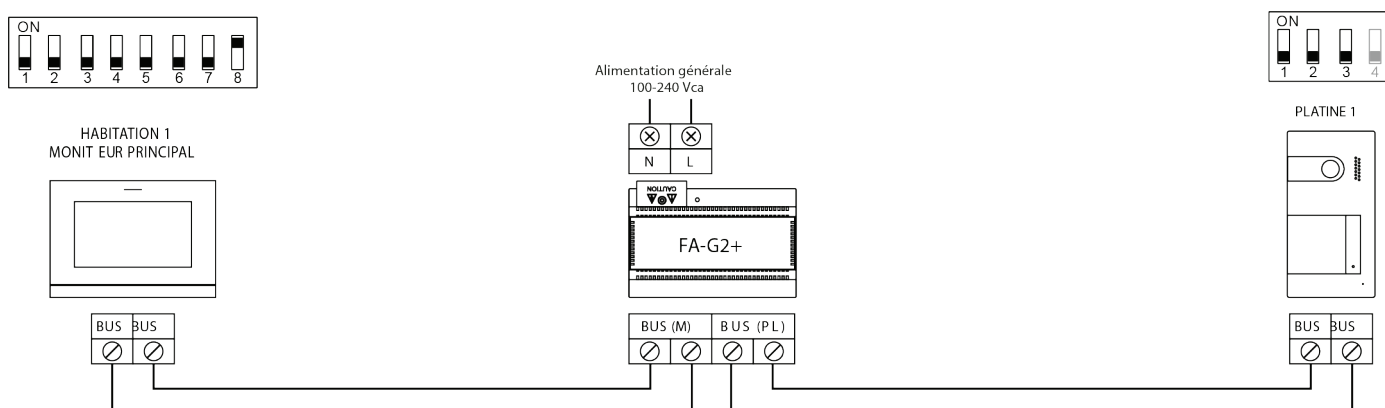 ON
1 2 3 4 5 6 7 8
HABITATION 1
MONIT EUR PRINCIPAL
BUS BUS
Alimentation générale
100-240 Vca
N L
CAUTION
FA-G2+
BUS (M) BUS (PL)
ON
1 2 3 4
PLATINE 1
BUS BUS